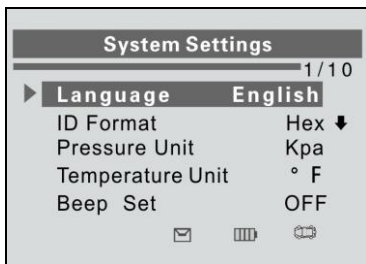 System Settings
1/10
Language English
ID Format Hex
Pressure Unit Kpa
Temperature Unit ° F
Beep Set OFF